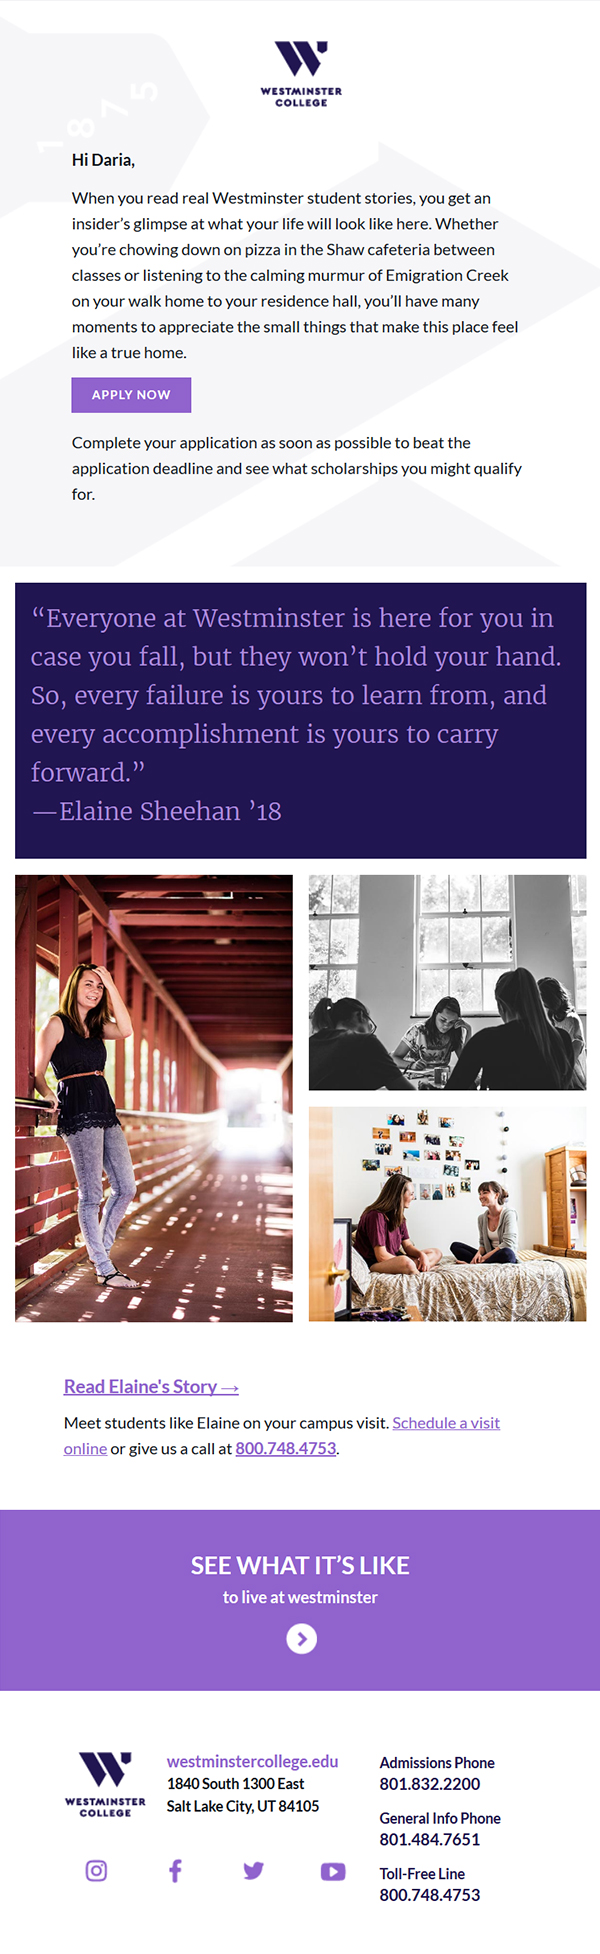 WESTMINSTER
COLLEGE
1875
Hi Daria,
When you read real Westminster student stories, you get an
insider’s glimpse at what your life will look like here. Whether
you’re chowing down on pizza in the Shaw cafeteria between
classes or listening to the calming murmur of Emigration Creek
on your walk home to your residence hall, you’ll have many
moments to appreciate the small things that make this place feel
like a true home.
APPLY NOW
Complete your application as soon as possible to beat the
application deadline and see what scholarships you might qualify
for.
“Everyone at Westminster is here for you in
case you fall, but they won’t hold your hand.
So, every failure is yours to learn from, and
every accomplishment is yours to carry
forward.”
—Elaine Sheehan ’18
Read Elaine's Story →
Meet students like Elaine on your campus visit. Schedule a visit
online or give us a call at 800.748.4753.
SEE WHAT IT’S LIKE
to live at westminster
WESTMINSTER
COLLEGE
westminstercollege.edu
1840 South 1300 East
Salt Lake City, UT 84105
Admissions Phone
801.832.2200
General Info Phone
801.484.7651
Toll-Free Line
800.748.4753